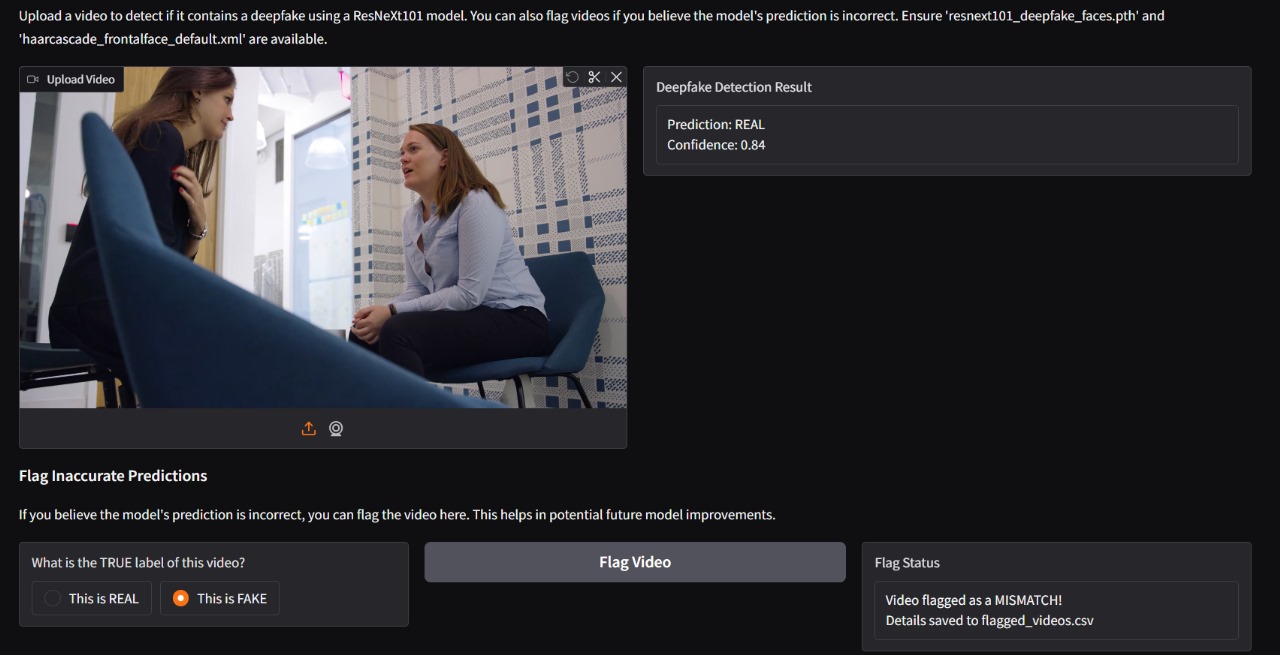 Upload a video to detect if it contains a deepfake using a ResNeXt101 model. You can also flag videos if you believe the model's prediction is incorrect. Ensure 'resnext101_deepfake_faces.pth' and
'haarcascade_frontalface_default.xml' are available.
Upload Video
Deepfake Detection Result
Prediction: REAL
Confidence: 0.84
Flag Inaccurate Predictions
If you believe the model's prediction is incorrect, you can flag the video here. This helps in potential future model improvements.
What is the TRUE label of this video?
This is REAL
This is FAKE
Flag Video
Flag Status
Video flagged as a MISMATCH!
Details saved to flagged_videos.csv